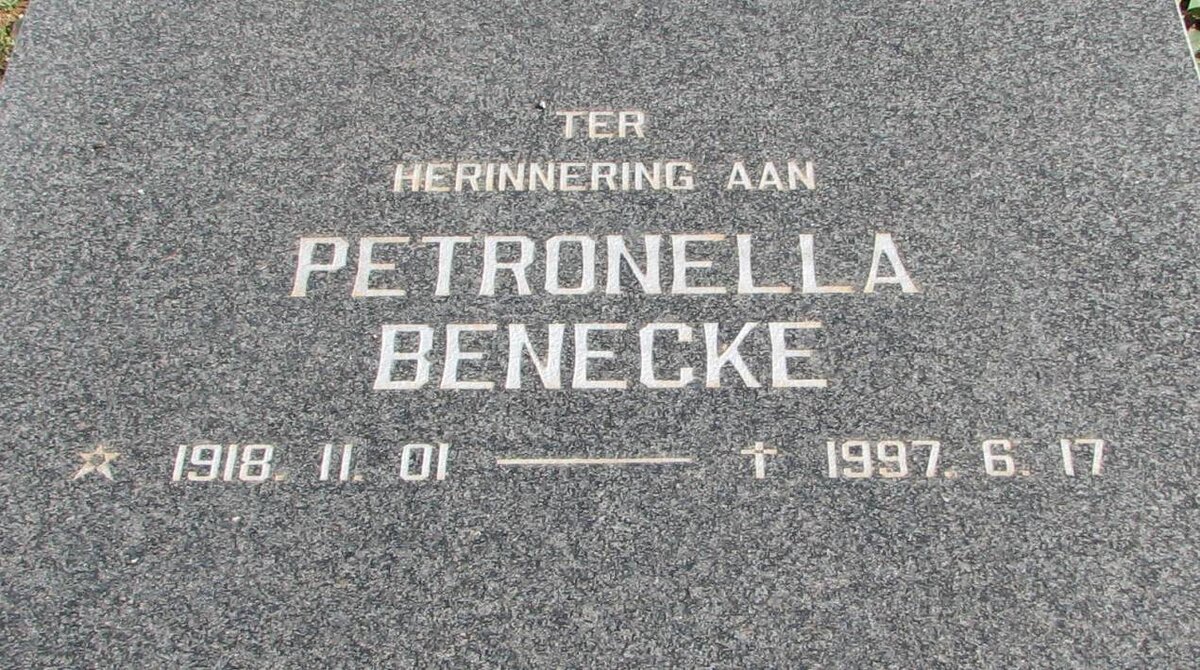 TER
HERINNERING AAN
PETRONELLA
BENECKE
☆ 1918. 11. 01 — ✝ 1997. 6. 17